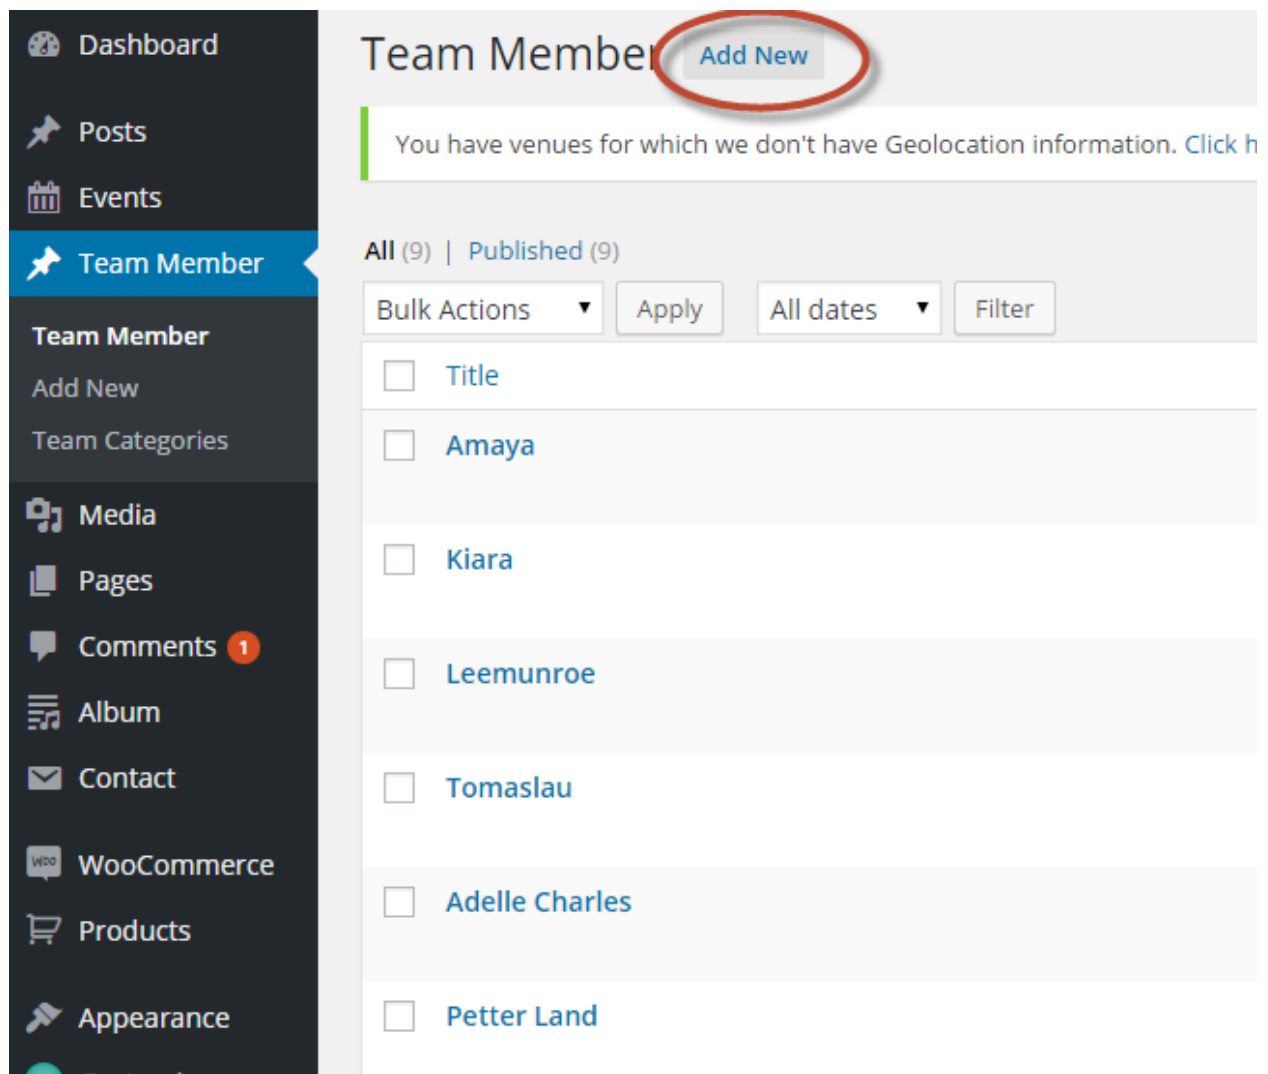 Dashboard
Posts
Events
Team Member
Team Member
Add New
Team Categories
Media
Pages
Comments 1
Album
Contact
WooCommerce
Products
Appearance
Team Member Add New
You have venues for which we don't have Geolocation information. Click h
All (9) | Published (9)
Bulk Actions Apply All dates Filter
Title
Amaya
Kiara
Leemunroe
Tomaslau
Adelle Charles
Petter Land